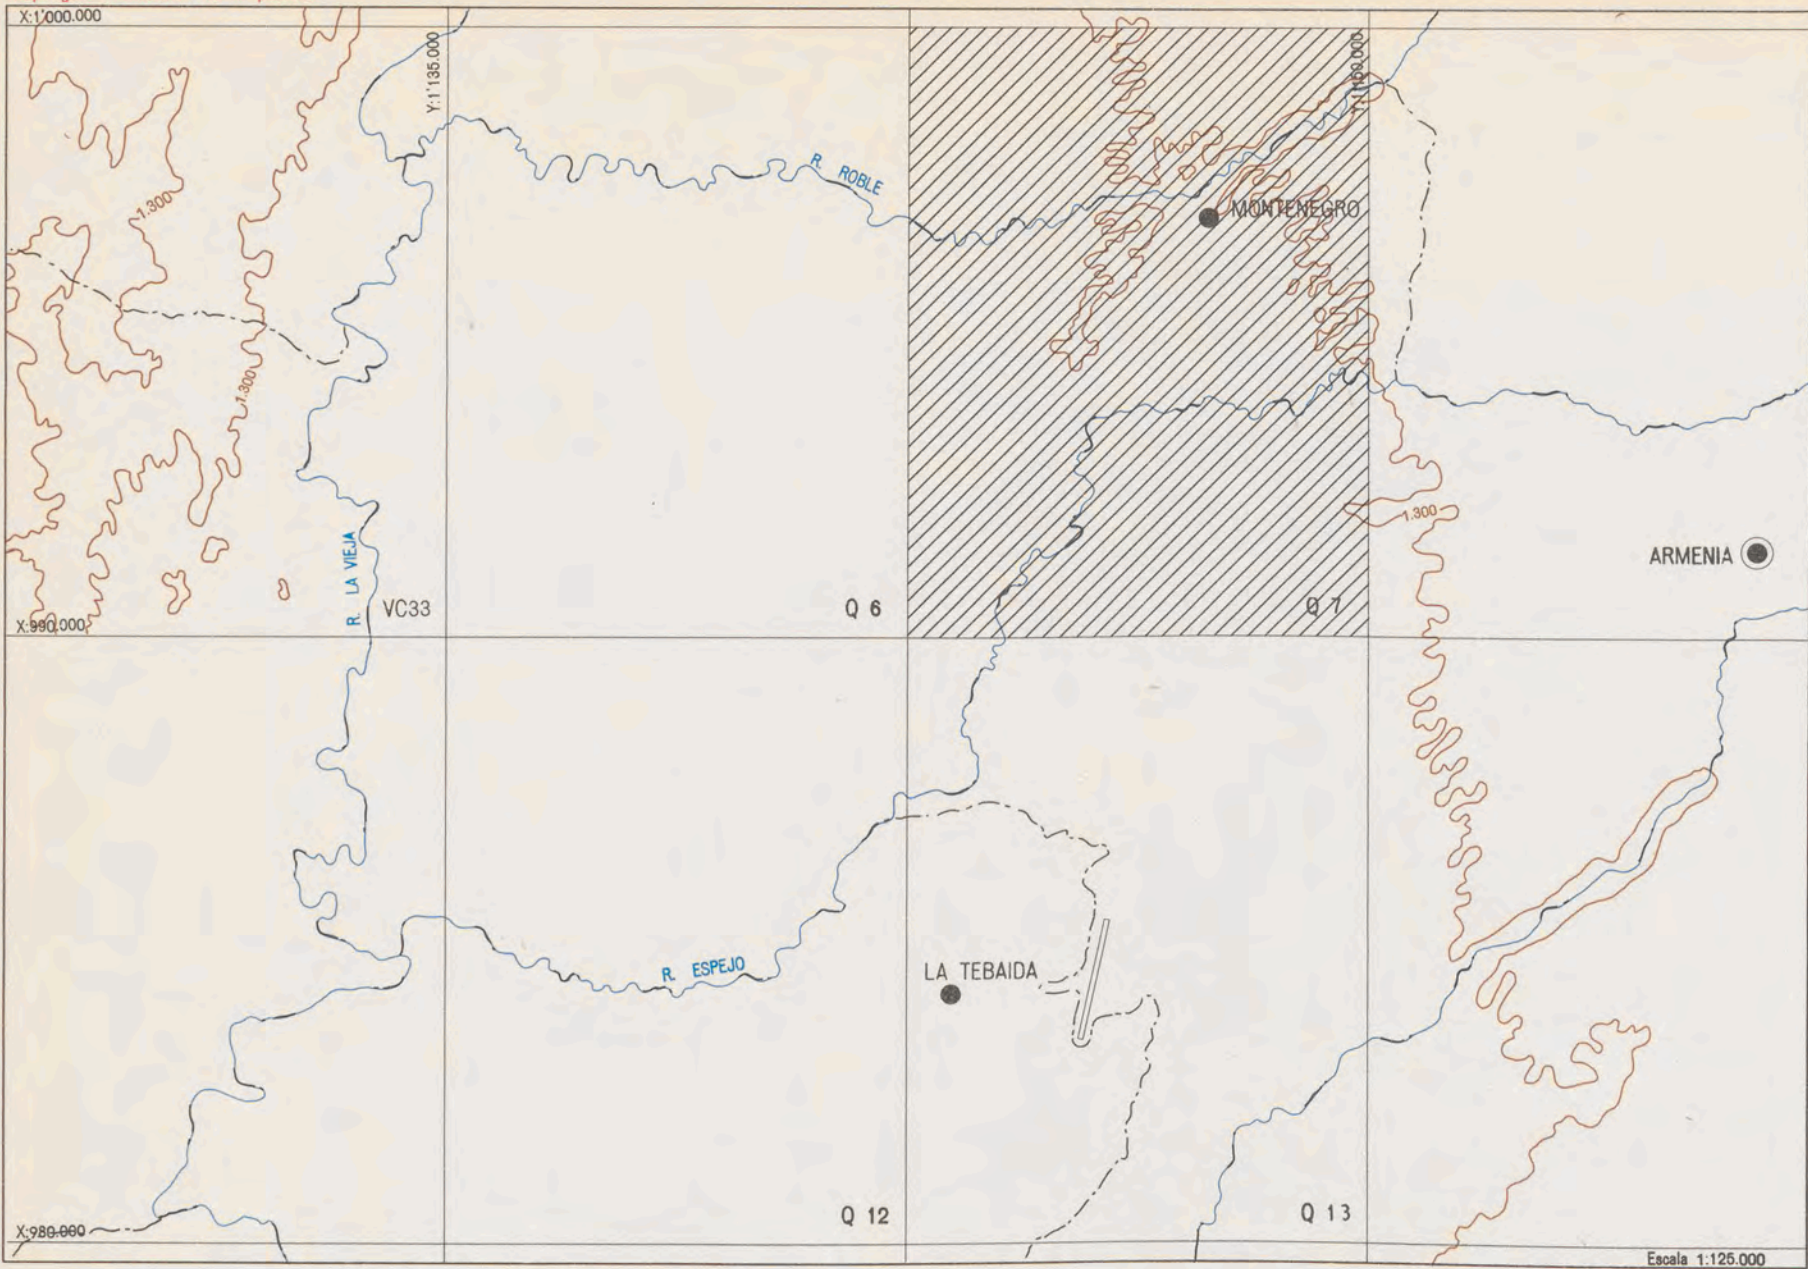 X:1'000.000
Y:1'135.000
Y:1'150.000
R. ROBLE
1.300
MONTENEGRO
1.300
1.300
ARMENIA
R. LA VIEJA
VC33
Q 6
Q 7
X:990.000
R. ESPEJO
LA TEBAIDA
Q 12
Q 13
X:980.000
Escala 1:125.000